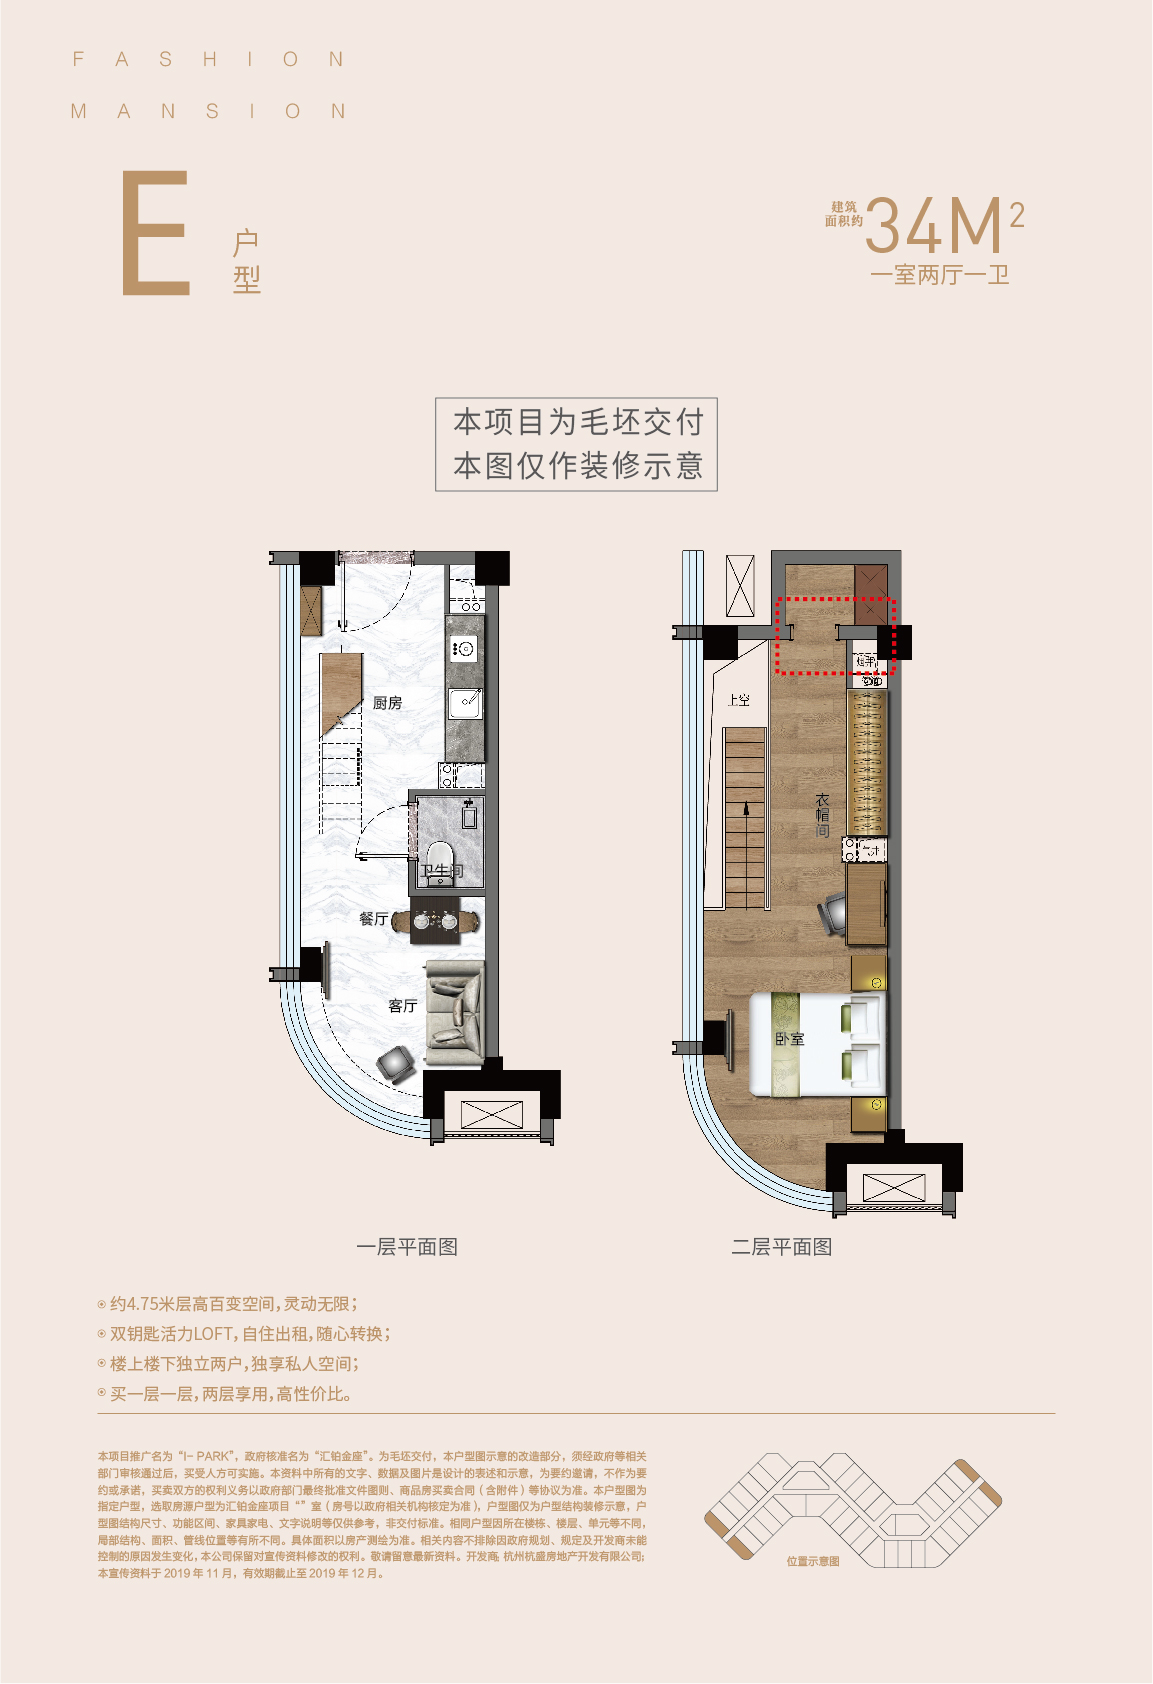 FASHION
MANSION
E
户
型
建筑
面积约
34M²
一室两厅一卫
本项目为毛坯交付
本图仅作装修示意
厨房
卫生间
餐厅
客厅
上空
烟井
衣帽间
气井
卧室
一层平面图
二层平面图
约4.75米层高百变空间，灵动无限；
双钥匙活力LOFT，自住出租，随心转换；
楼上楼下独立两户，独享私人空间；
买一层一层，两层享用，高性价比。
本项目推广名为“I- PARK”，政府核准名为“汇铂金座”。为毛坯交付，本户型图示意的改造部分，须经政府等相关
部门审核通过后，买受人方可实施。本资料中所有的文字、数据及图片是设计的表述和示意，为要约邀请，不作为要
约或承诺，买卖双方的权利义务以政府部门最终批准文件图则、商品房买卖合同（含附件）等协议为准。本户型图为
指定户型，选取房源户型为汇铂金座项目“”室（房号以政府相关机构核定为准），户型图仅为户型结构装修示意，户
型图结构尺寸、功能区间、家具家电、文字说明等仅供参考，非交付标准。相同户型因所在楼栋、楼层、单元等不同，
局部结构、面积、管线位置等有所不同。具体面积以房产测绘为准。相关内容不排除因政府规划、规定及开发商未能
控制的原因发生变化，本公司保留对宣传资料修改的权利。敬请留意最新资料。开发商：杭州杭盛房地产开发有限公司；
本宣传资料于 2019 年 11 月，有效期截止至 2019 年 12 月。
位置示意图